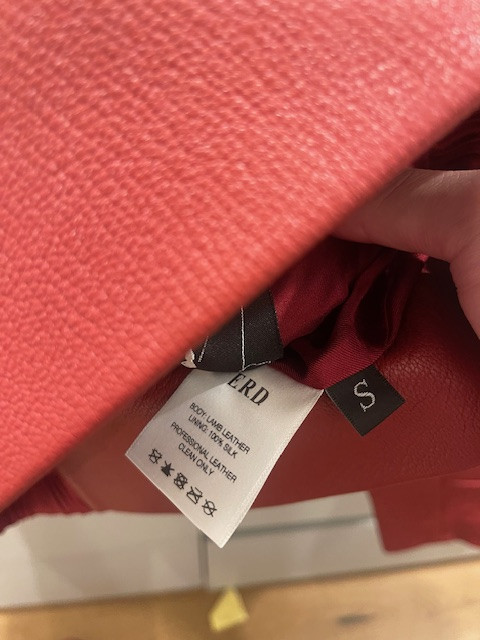 ERD
BODY: LAMB LEATHER
LINING: 100% SILK
PROFESSIONAL LEATHER
CLEAN ONLY
S